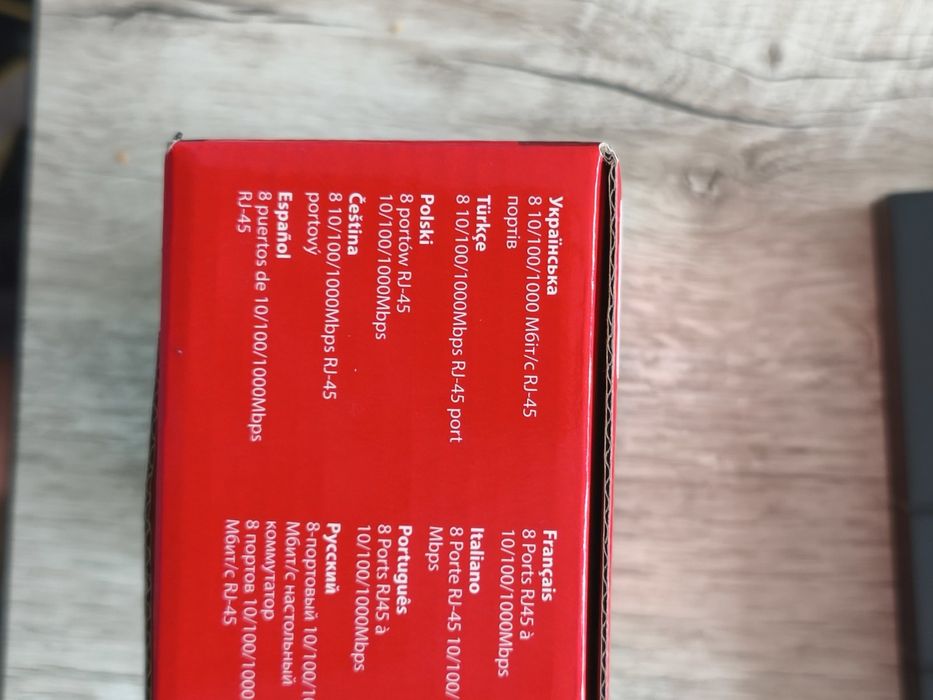 Українська
8 10/100/1000 Мбіт/с RJ-45
портів
Türkçe
8 10/100/1000Mbps RJ-45 port
Polski
8 portów RJ-45
10/100/1000Mbps
Čeština
8 10/100/1000Mbps RJ-45
portový
Español
8 puertos de 10/100/1000Mbps
RJ-45
Français
8 Ports RJ45 à
10/100/1000Mbps
Italiano
8 Porte RJ-45 10/100/
Mbps
Português
8 Ports RJ45 à
10/100/1000Mbps
Русский
8-портовый 10/100/1
Мбит/с настольный
коммутатор
8 портов 10/100/1000
Мбит/с RJ-45